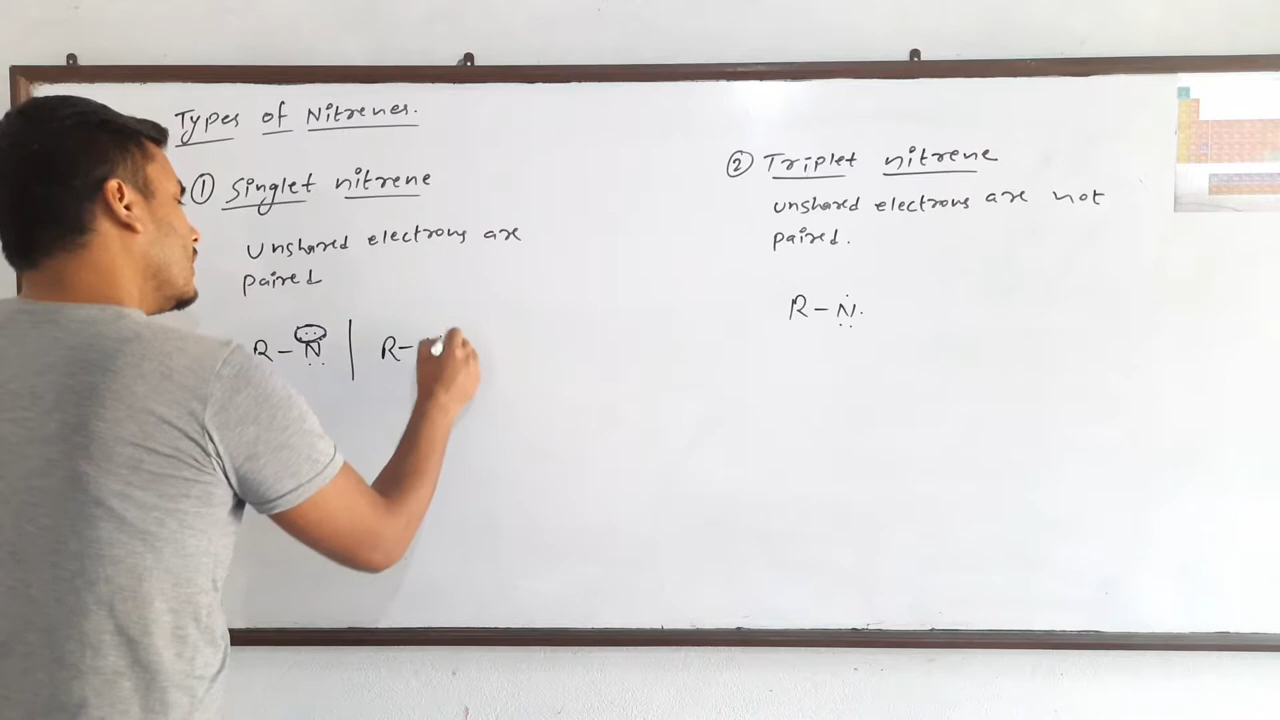 Types of Nitrenes.
① Singlet nitrene
Unshared electrons are
paired
R-N̤̈ | R-
② Triplet nitrene
unshared electrons are not
paired.
R-Ṅ̤.